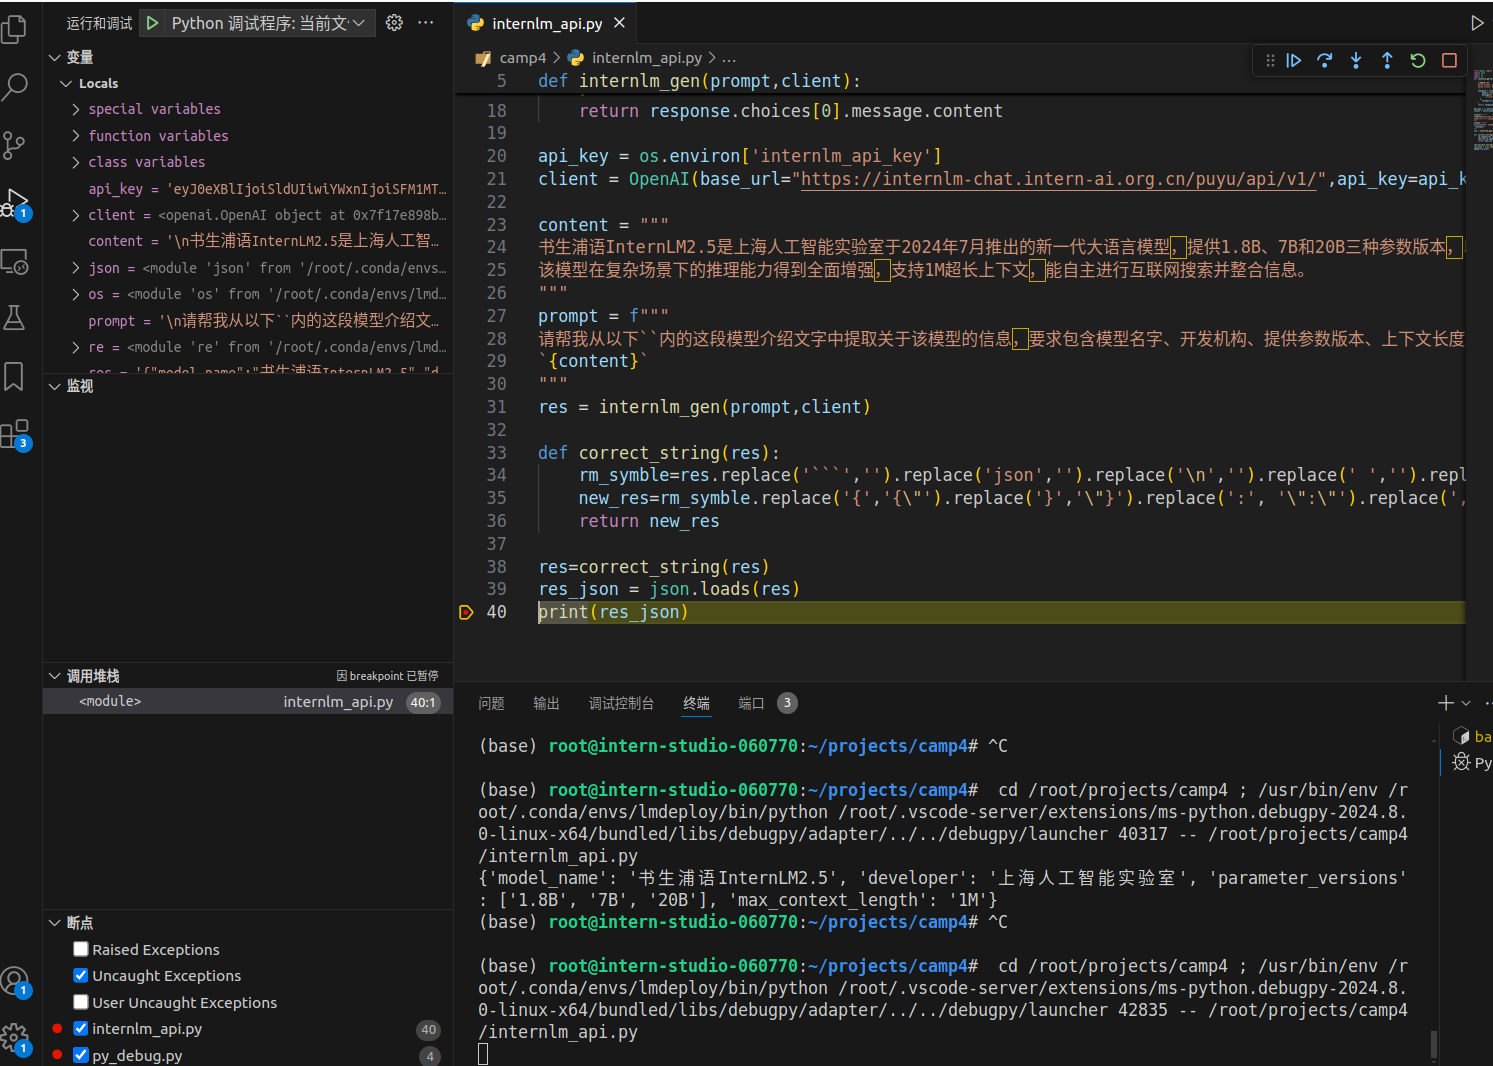 运行和调试 Python 调试程序: 当前文
变量
Locals
special variables
function variables
class variables
api_key = 'eyJ0eXBlIjoiSldUIiwiYWxnIjoiSFM1MT…
client = <openai.OpenAI object at 0x7f17e898b…
content = '\n书生浦语InternLM2.5是上海人工智…
json = <module 'json' from '/root/.conda/envs…
os = <module 'os' from '/root/.conda/envs/lmd…
prompt = '\n请帮我从以下``内的这段模型介绍文…
re = <module 're' from '/root/.conda/envs/lmd…
res = '{"model_name":"书生浦语InternLM2.5","d
监视
调用堆栈 因 breakpoint 已暂停
<module> internlm_api.py 40:1
断点
Raised Exceptions
Uncaught Exceptions
User Uncaught Exceptions
internlm_api.py 40
py_debug.py 4
1
3
1
1
internlm_api.py
camp4 > internlm_api.py > …
5 def internlm_gen(prompt,client):
18 return response.choices[0].message.content
19
20 api_key = os.environ['internlm_api_key']
21 client = OpenAI(base_url="https://internlm-chat.intern-ai.org.cn/puyu/api/v1/",api_key=api_k
22
23 content = """
24 书生浦语InternLM2.5是上海人工智能实验室于2024年7月推出的新一代大语言模型，提供1.8B、7B和20B三种参数版本，
25 该模型在复杂场景下的推理能力得到全面增强，支持1M超长上下文，能自主进行互联网搜索并整合信息。
26 """
27 prompt = f"""
28 请帮我从以下``内的这段模型介绍文字中提取关于该模型的信息，要求包含模型名字、开发机构、提供参数版本、上下文长度
29 `{content}`
30 """
31 res = internlm_gen(prompt,client)
32
33 def correct_string(res):
34 rm_symble=res.replace('```','').replace('json','').replace('\n','').replace(' ','').repl
35 new_res=rm_symble.replace('{','{\"').replace('}','\"}').replace(':', '\":\"').replace(',
36 return new_res
37
38 res=correct_string(res)
39 res_json = json.loads(res)
40 print(res_json)
问题 输出 调试控制台 终端 端口 3
(base) root@intern-studio-060770:~/projects/camp4# ^C
(base) root@intern-studio-060770:~/projects/camp4# cd /root/projects/camp4 ; /usr/bin/env /r
oot/.conda/envs/lmdeploy/bin/python /root/.vscode-server/extensions/ms-python.debugpy-2024.8.
0-linux-x64/bundled/libs/debugpy/adapter/../../debugpy/launcher 40317 -- /root/projects/camp4
/internlm_api.py
{'model_name': '书生浦语InternLM2.5', 'developer': '上海人工智能实验室', 'parameter_versions'
: ['1.8B', '7B', '20B'], 'max_context_length': '1M'}
(base) root@intern-studio-060770:~/projects/camp4# ^C
(base) root@intern-studio-060770:~/projects/camp4# cd /root/projects/camp4 ; /usr/bin/env /r
oot/.conda/envs/lmdeploy/bin/python /root/.vscode-server/extensions/ms-python.debugpy-2024.8.
0-linux-x64/bundled/libs/debugpy/adapter/../../debugpy/launcher 42835 -- /root/projects/camp4
/internlm_api.py
ba
Py